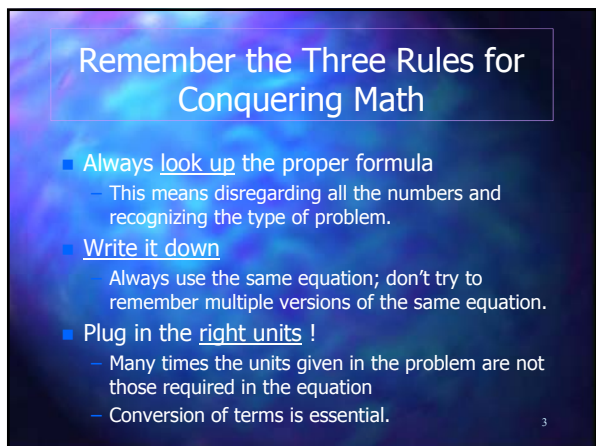 Remember the Three Rules for
Conquering Math
■ Always look up the proper formula
– This means disregarding all the numbers and
recognizing the type of problem.
■ Write it down
– Always use the same equation; don't try to
remember multiple versions of the same equation.
■ Plug in the right units !
– Many times the units given in the problem are not
those required in the equation
– Conversion of terms is essential.
3